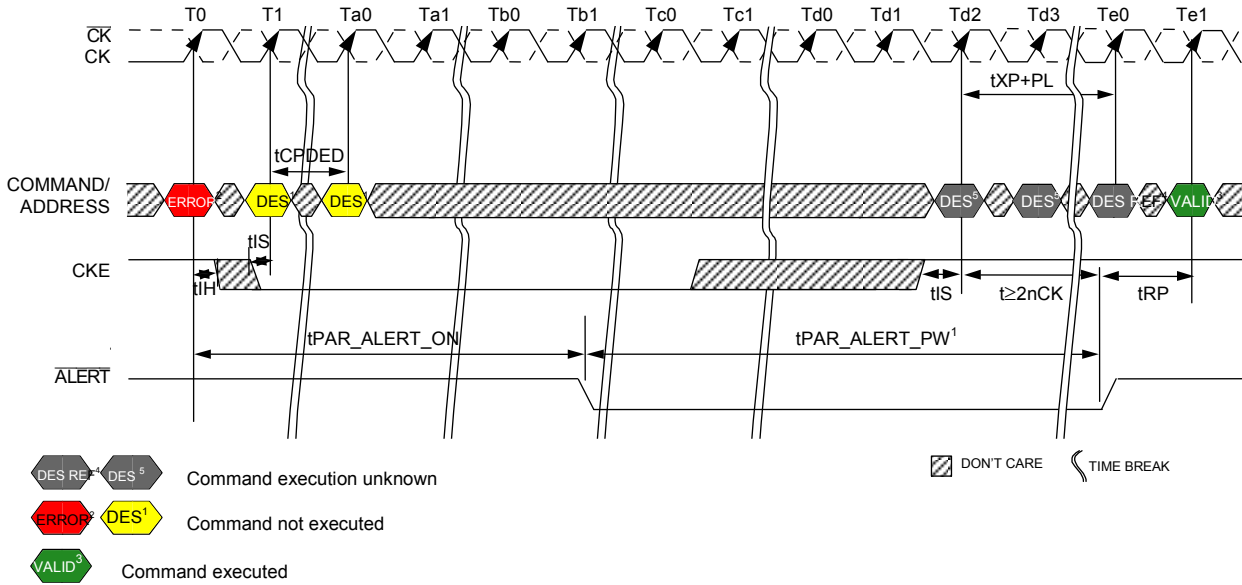 T0 T1 Ta0 Ta1 Tb0 Tb1 Tc0 Tc1 Td0 Td1 Td2 Td3 Te0 Te1
CK
CK
tXP+PL
tCPDED
COMMAND/
ADDRESS
ERROR2 DES1 DES1 DES5 DES5 DES REF4 VALID3
tIS
CKE
tIH tIS t≥2nCK tRP
tPAR_ALERT_ON tPAR_ALERT_PW1
ALERT
DES REF4 DES 5 Command execution unknown
DON'T CARE TIME BREAK
ERROR2 DES1 Command not executed
VALID3 Command executed